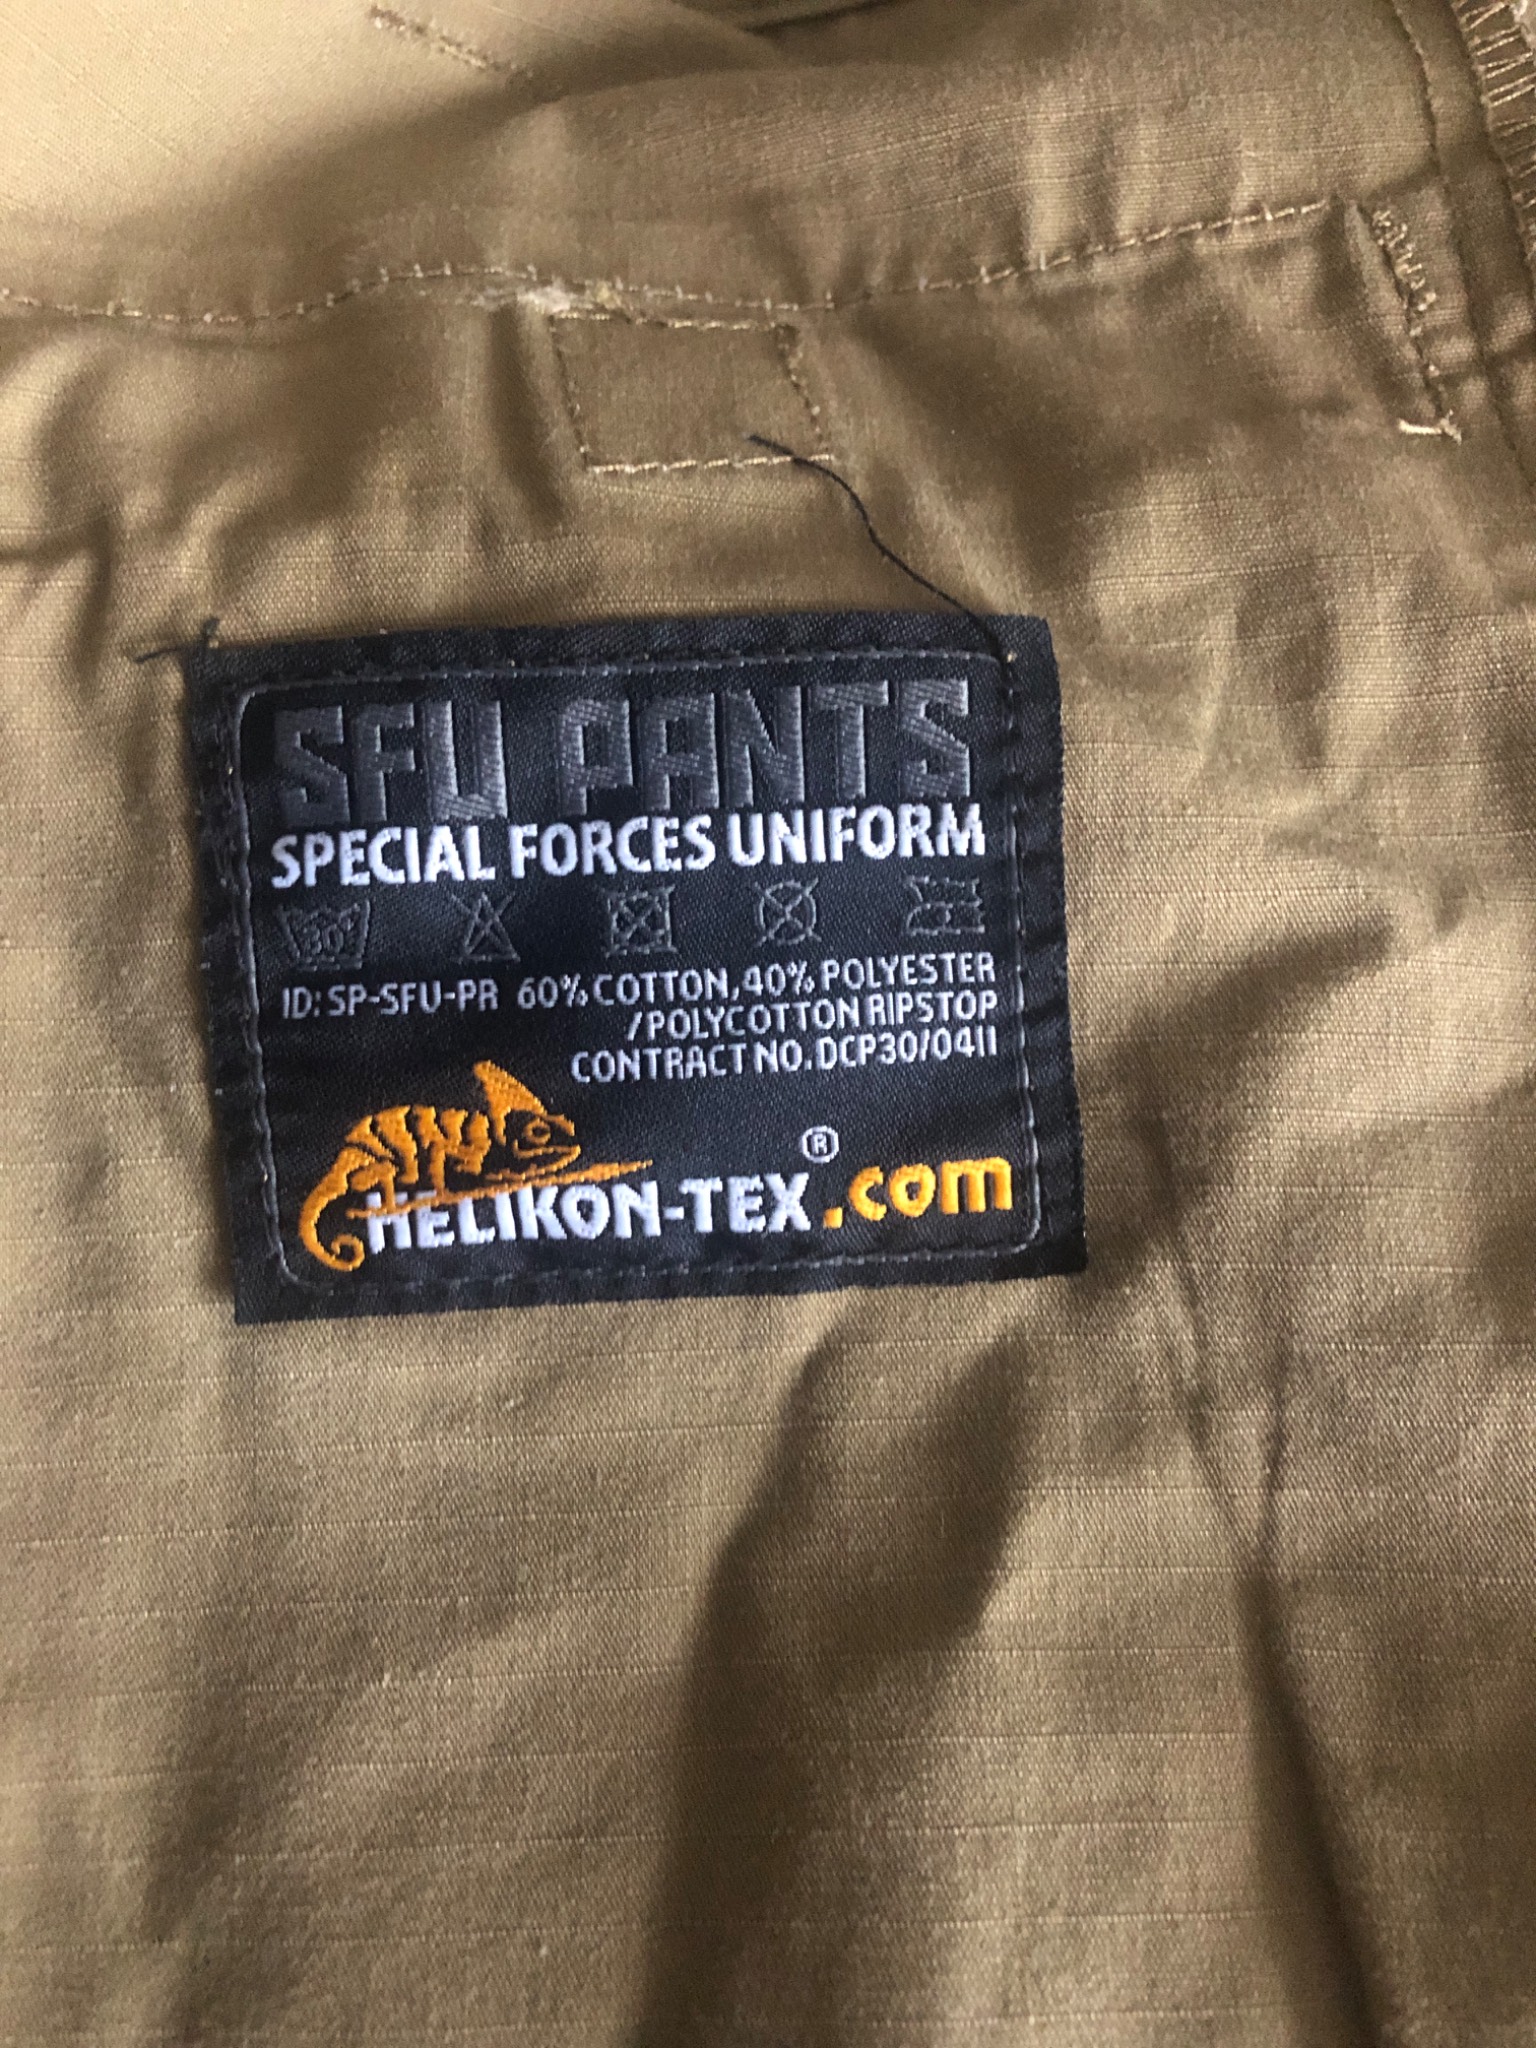 SFU PANTS
SPECIAL FORCES UNIFORM
30°
ID: SP-SFU-PR 60% COTTON, 40% POLYESTER
/POLYCOTTON RIPSTOP
CONTRACT NO. DCP30/0411
®
HELIKON-TEX.com